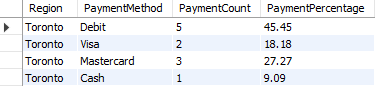 Region PaymentMethod PaymentCount PaymentPercentage
Toronto Debit 5 45.45
Toronto Visa 2 18.18
Toronto Mastercard 3 27.27
Toronto Cash 1 9.09